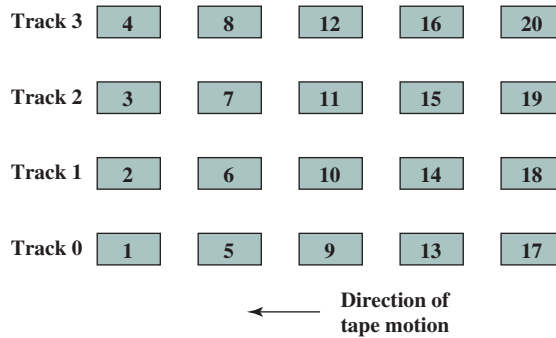 Track 3 4 8 12 16 20
Track 2 3 7 11 15 19
Track 1 2 6 10 14 18
Track 0 1 5 9 13 17
Direction of
tape motion